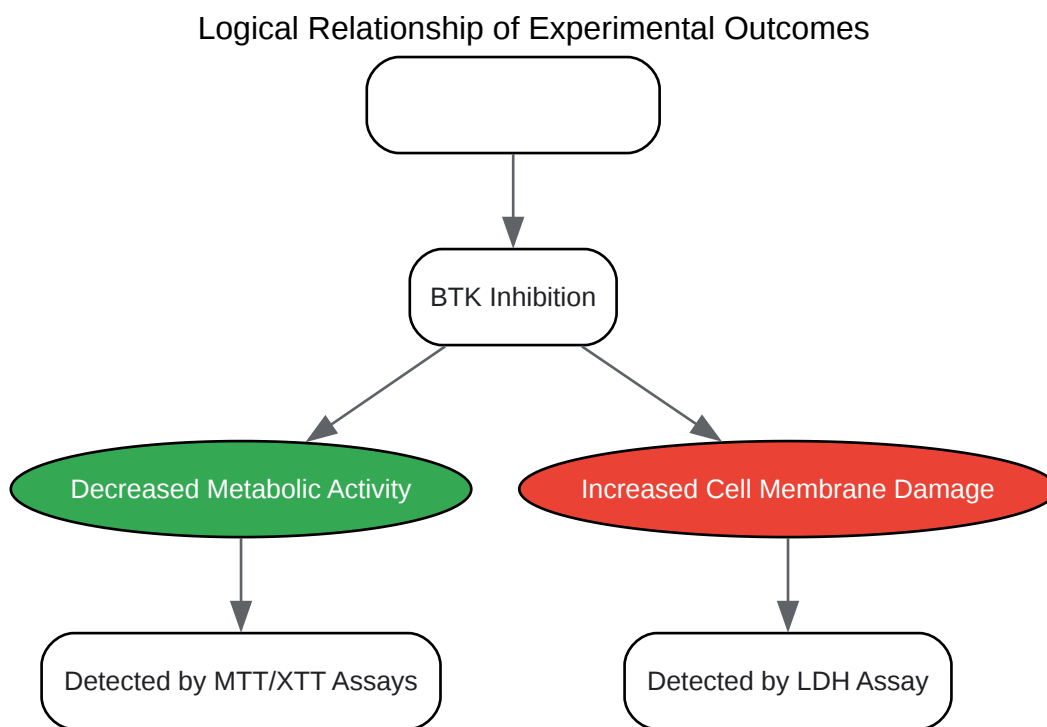 Logical Relationship of Experimental Outcomes
BTK Inhibition
Decreased Metabolic Activity
Increased Cell Membrane Damage
Detected by MTT/XTT Assays
Detected by LDH Assay